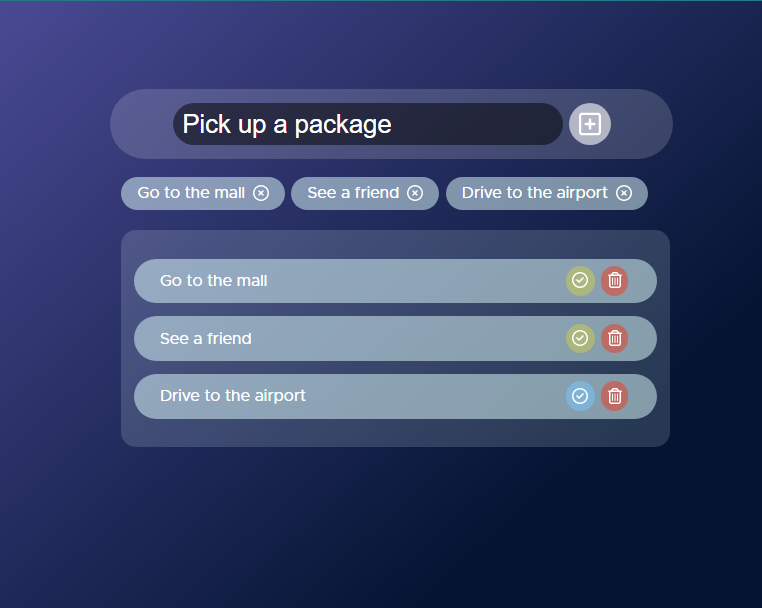 Pick up a package
Go to the mall See a friend Drive to the airport
Go to the mall
See a friend
Drive to the airport